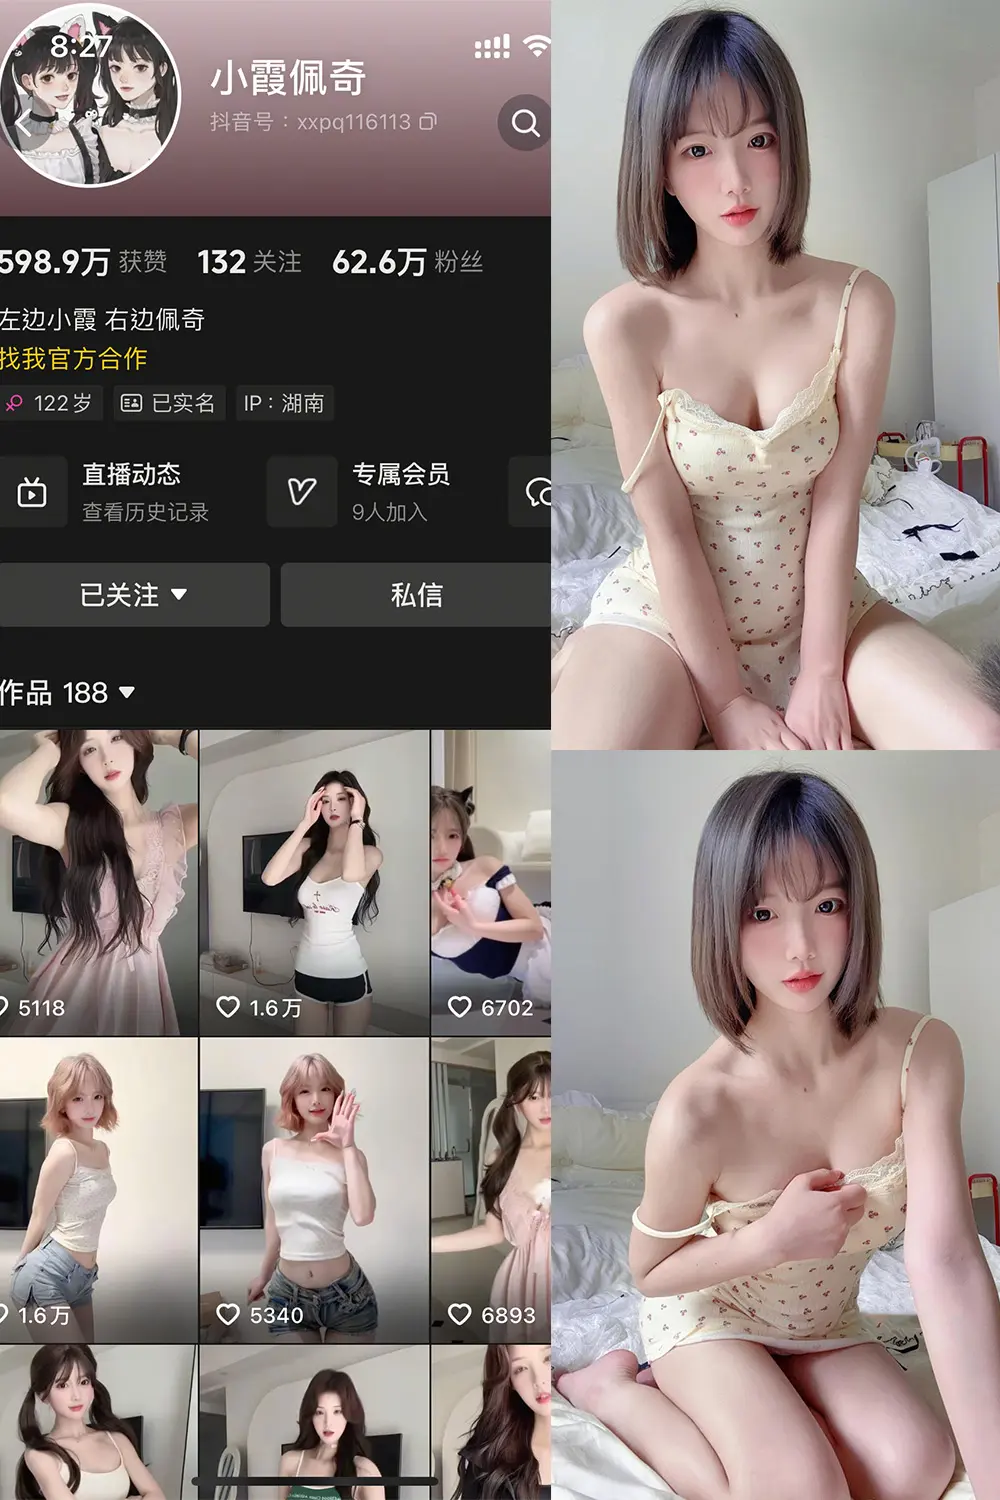 8:27
小霞佩奇
抖音号：xxpq116113
598.9万 获赞 132 关注 62.6万 粉丝
左边小霞 右边佩奇
找我官方合作
122岁 已实名 IP：湖南
直播动态 专属会员
查看历史记录 9人加入
已关注 私信
作品 188
5118 1.6万 6702
1.6万 5340 6893